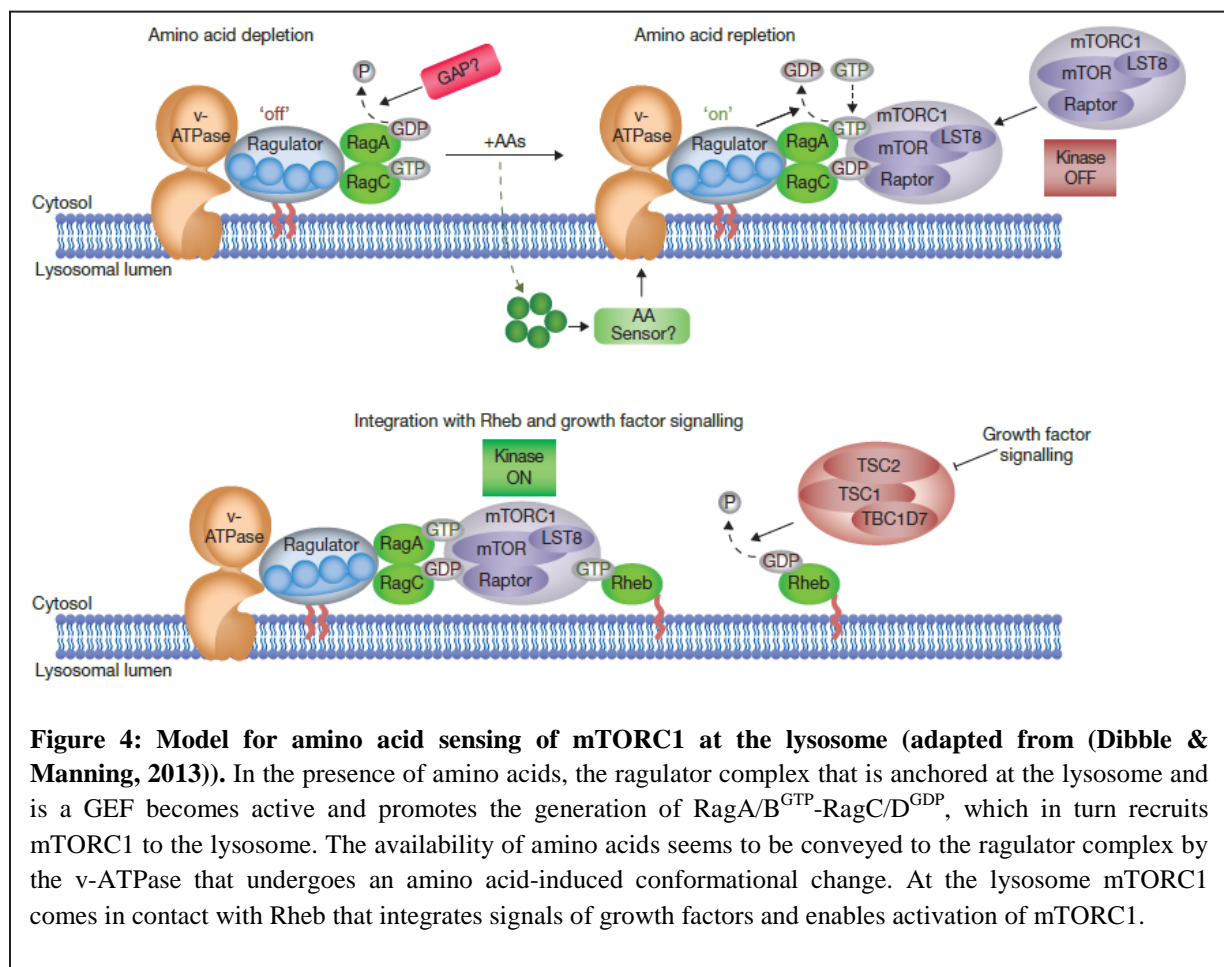 Amino acid depletion
P
GAP?
v-
ATPase
'off'
Ragulator
RagA
GDP
RagC
GTP
+AAs
Cytosol
Lysosomal lumen
AA
Sensor?
Amino acid repletion
GDP
GTP
v-
ATPase
'on'
Ragulator
RagA
GTP
RagC
GDP
mTORC1
LST8
mTOR
Raptor
mTORC1
LST8
mTOR
Raptor
Kinase
OFF
Integration with Rheb and growth factor signalling
Kinase
ON
v-
ATPase
Ragulator
RagA
GTP
RagC
GDP
mTORC1
LST8
mTOR
Raptor
GTP
Rheb
P
GDP
Rheb
TSC2
TSC1
TBC1D7
Growth factor
signalling
Cytosol
Lysosomal lumen
Figure 4: Model for amino acid sensing of mTORC1 at the lysosome (adapted from (Dibble &
Manning, 2013)). In the presence of amino acids, the ragulator complex that is anchored at the lysosome and
is a GEF becomes active and promotes the generation of RagA/B^GTP-RagC/D^GDP, which in turn recruits
mTORC1 to the lysosome. The availability of amino acids seems to be conveyed to the ragulator complex by
the v-ATPase that undergoes an amino acid-induced conformational change. At the lysosome mTORC1
comes in contact with Rheb that integrates signals of growth factors and enables activation of mTORC1.